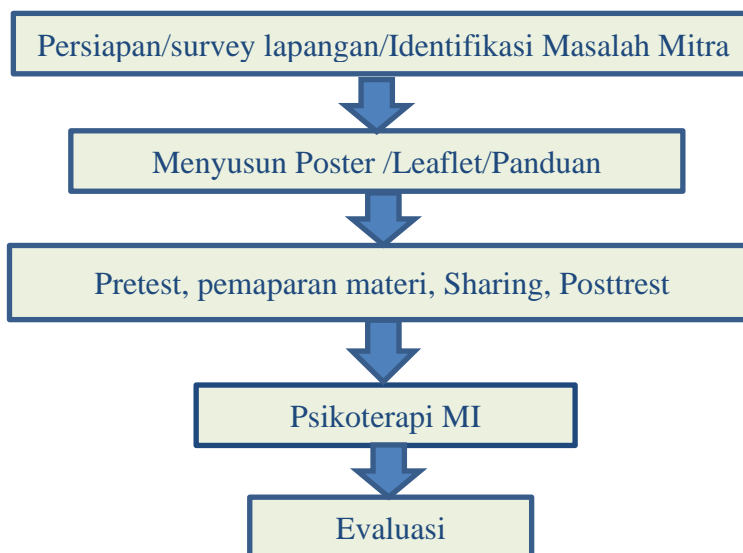 Persiapan/survey lapangan/Identifikasi Masalah Mitra
Menyusun Poster /Leaflet/Panduan
Pretest, pemaparan materi, Sharing, Posttrest
Psikoterapi MI
Evaluasi